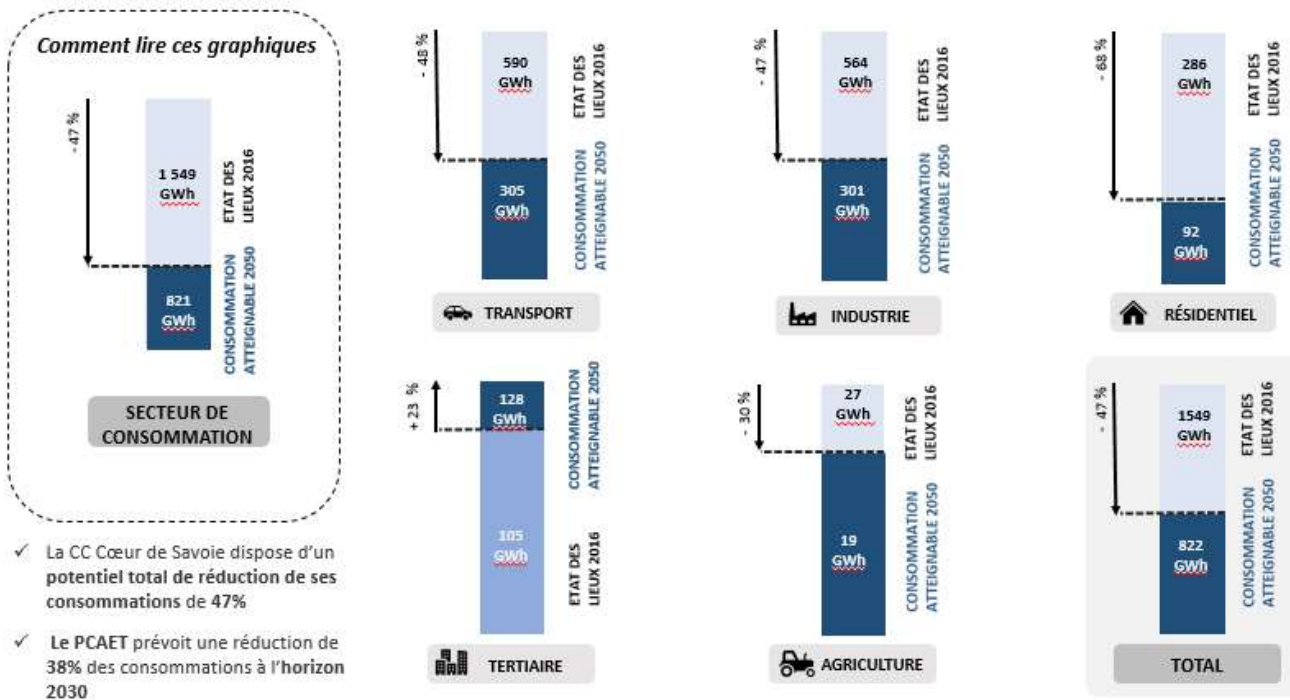 Comment lire ces graphiques
- 47 %
1 549
GWh
ETAT DES
LIEUX 2016
821
GWh
CONSOMMATION
ATTEIGNABLE 2050
SECTEUR DE
CONSOMMATION
✓ La CC Cœur de Savoie dispose d'un
potentiel total de réduction de ses
consommations de 47%
✓ Le PCAET prévoit une réduction de
38% des consommations à l'horizon
2030
- 48 %
590
GWh
ETAT DES
LIEUX 2016
305
GWh
CONSOMMATION
ATTEIGNABLE 2050
TRANSPORT
- 47 %
564
GWh
ETAT DES
LIEUX 2016
301
GWh
CONSOMMATION
ATTEIGNABLE 2050
INDUSTRIE
- 68 %
286
GWh
ETAT DES
LIEUX 2016
92
GWh
CONSOMMATION
ATTEIGNABLE 2050
RÉSIDENTIEL
+ 23 %
128
GWh
CONSOMMATION
ATTEIGNABLE 2050
105
GWh
ETAT DES
LIEUX 2016
TERTIAIRE
- 30 %
27
GWh
ETAT DES
LIEUX 2016
19
GWh
CONSOMMATION
ATTEIGNABLE 2050
AGRICULTURE
- 47 %
1549
GWh
ETAT DES
LIEUX 2016
822
GWh
CONSOMMATION
ATTEIGNABLE 2050
TOTAL